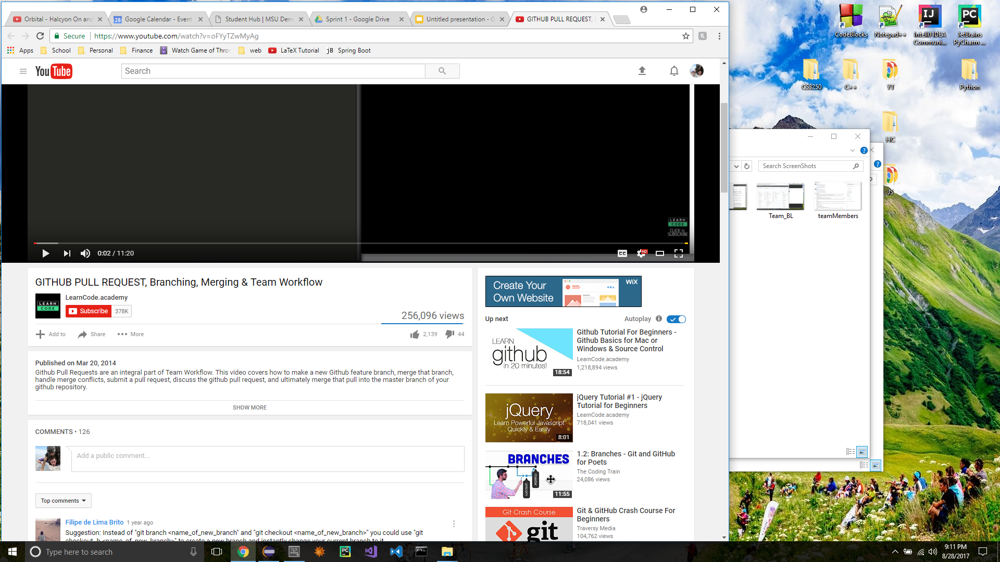 Orbital - Halcyon On and
Google Calendar - Event
Student Hub | MSU Denv
Sprint 1 - Google Drive
Untitled presentation - G
GITHUB PULL REQUEST,
Secure
https://www.youtube.com/watch?v=oFYyTZwMyAg
Apps
School
Personal
Finance
Watch Game of Thron
web
LaTeX Tutorial
jB Spring Boot
YouTube
Search
LEARN
CODE
CLICK to
SUBSCRIBE
0:02 / 11:20
CC
HD
GITHUB PULL REQUEST, Branching, Merging & Team Workflow
LEARN
CODE
LearnCode.academy
Subscribe 378K
256,096 views
Add to
Share
More
2,139
44
Published on Mar 20, 2014
Github Pull Requests are an integral part of Team Workflow. This video covers how to make a new Github feature branch, merge that branch,
handle merge conflicts, submit a pull request, discuss the github pull request, and ultimately merge that pull into the master branch of your
github repository.
SHOW MORE
COMMENTS • 126
Add a public comment...
Top comments
Filipe de Lima Brito 1 year ago
Suggestion: Instead of "git branch <name_of_new_branch" and "git checkout <name_of_new_branch>" you could use "git
checkout -b <name_of_new_branch>" to create a new branch and instantly change your current branch to it
Create Your
Own Website
WiX
Up next
Autoplay
LEARN
github
in 20 minutes!
18:54
Github Tutorial For Beginners -
Github Basics for Mac or
Windows & Source Control
LearnCode.academy
1,218,894 views
jQuery
Learn Powerful Javascript
Quickly & Easily
8:01
jQuery Tutorial #1 - jQuery
Tutorial for Beginners
LearnCode.academy
718,041 views
BRANCHES
master
unicorn
11:55
1.2: Branches - Git and GitHub
for Poets
The Coding Train
24,086 views
Git Crash Course
git
Git & GitHub Crash Course For
Beginners
Traversy Media
104,762 views
CodeBlocks
Notepad++
IJ
IntelliJ IDEA
Communi...
PC
JetBrains
PyCharm ...
CS3250
C++
YT
Python
HC
JS
Search ScreenShots
Team_BL
teamMembers
Type here to search
9:11 PM
8/28/2017